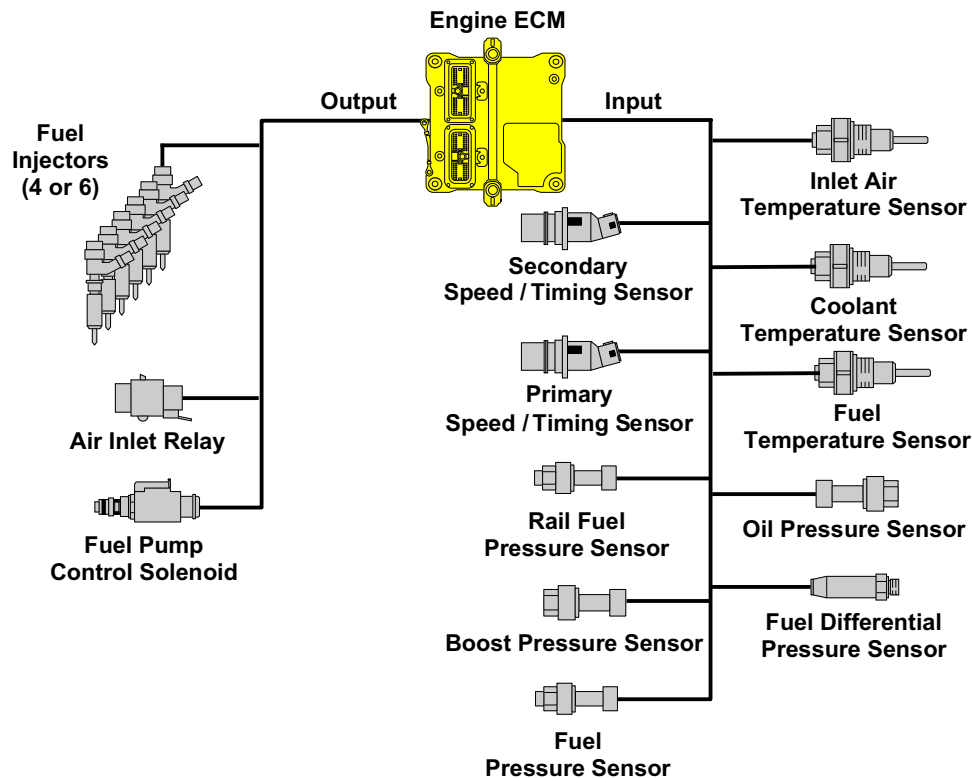 Engine ECM
Output
Input
Fuel
Injectors
(4 or 6)
Air Inlet Relay
Fuel Pump
Control Solenoid
Secondary
Speed / Timing Sensor
Primary
Speed / Timing Sensor
Rail Fuel
Pressure Sensor
Boost Pressure Sensor
Fuel
Pressure Sensor
Inlet Air
Temperature Sensor
Coolant
Temperature Sensor
Fuel
Temperature Sensor
Oil Pressure Sensor
Fuel Differential
Pressure Sensor